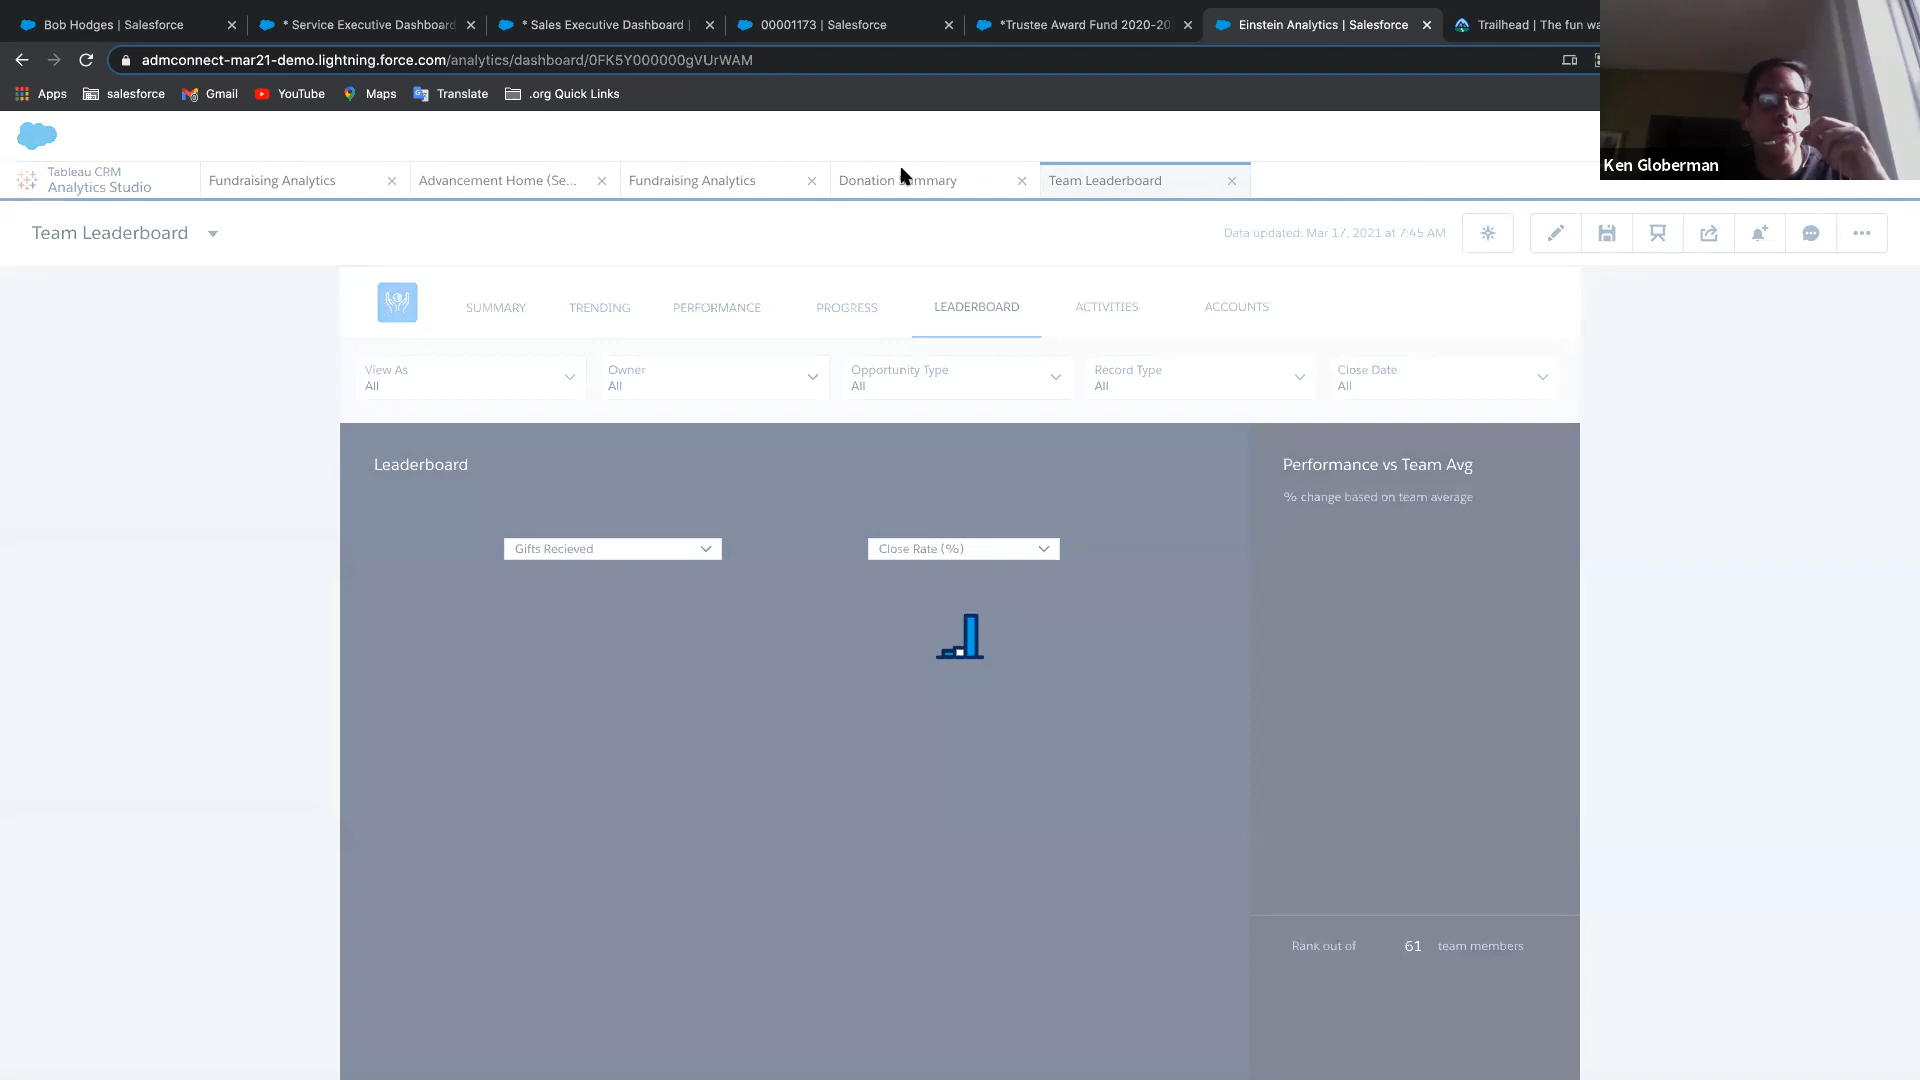 Bob Hodges | Salesforce
* Service Executive Dashboard
* Sales Executive Dashboard |
00001173 | Salesforce
*Trustee Award Fund 2020-20
Einstein Analytics | Salesforce
Trailhead | The fun wa
admconnect-mar21-demo.lightning.force.com/analytics/dashboard/0FK5Y000000gVUrWAM
Apps
salesforce
Gmail
YouTube
Maps
Translate
.org Quick Links
Ken Globerman
Tableau CRM
Analytics Studio
Fundraising Analytics
Advancement Home (Se...
Fundraising Analytics
Donation Summary
Team Leaderboard
Team Leaderboard
Data updated: Mar 17, 2021 at 7:45 AM
SUMMARY
TRENDING
PERFORMANCE
PROGRESS
LEADERBOARD
ACTIVITIES
ACCOUNTS
View As
All
Owner
All
Opportunity Type
All
Record Type
All
Close Date
All
Leaderboard
Gifts Recieved
Close Rate (%)
Performance vs Team Avg
% change based on team average
Rank out of 61 team members